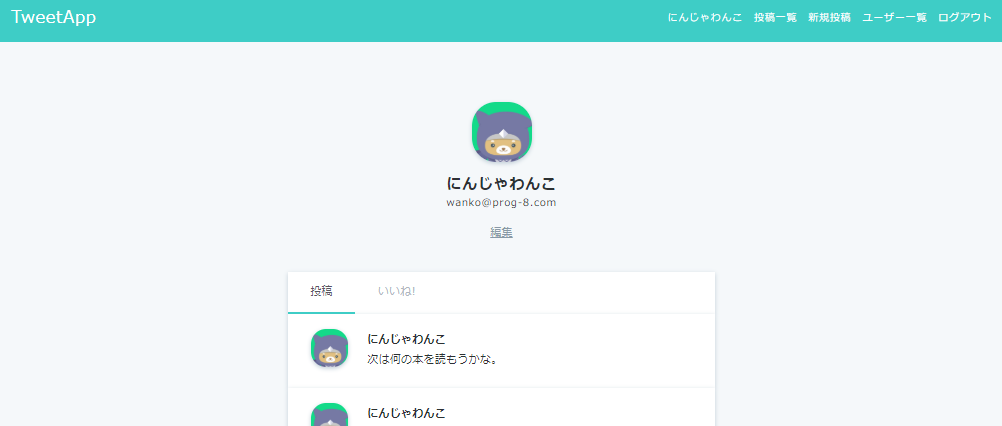 TweetApp
にんじゃわんこ 投稿一覧 新規投稿 ユーザー一覧 ログアウト
にんじゃわんこ
wanko@prog-8.com
編集
投稿 いいね!
にんじゃわんこ
次は何の本を読もうかな。
にんじゃわんこ